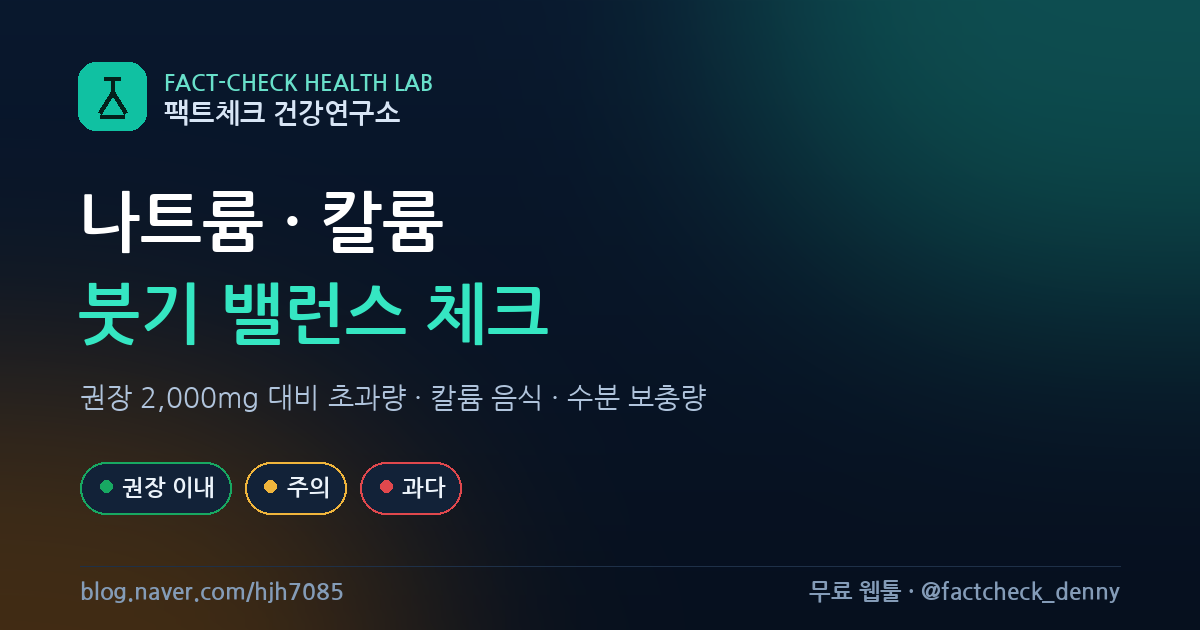 FACT-CHECK HEALTH LAB
팩트체크 건강연구소
나트륨 · 칼륨
붓기 밸런스 체크
권장 2,000mg 대비 초과량 · 칼륨 음식 · 수분 보충량
권장 이내
주의
과다
blog.naver.com/hjh7085
무료 웹툴 · @factcheck_denny